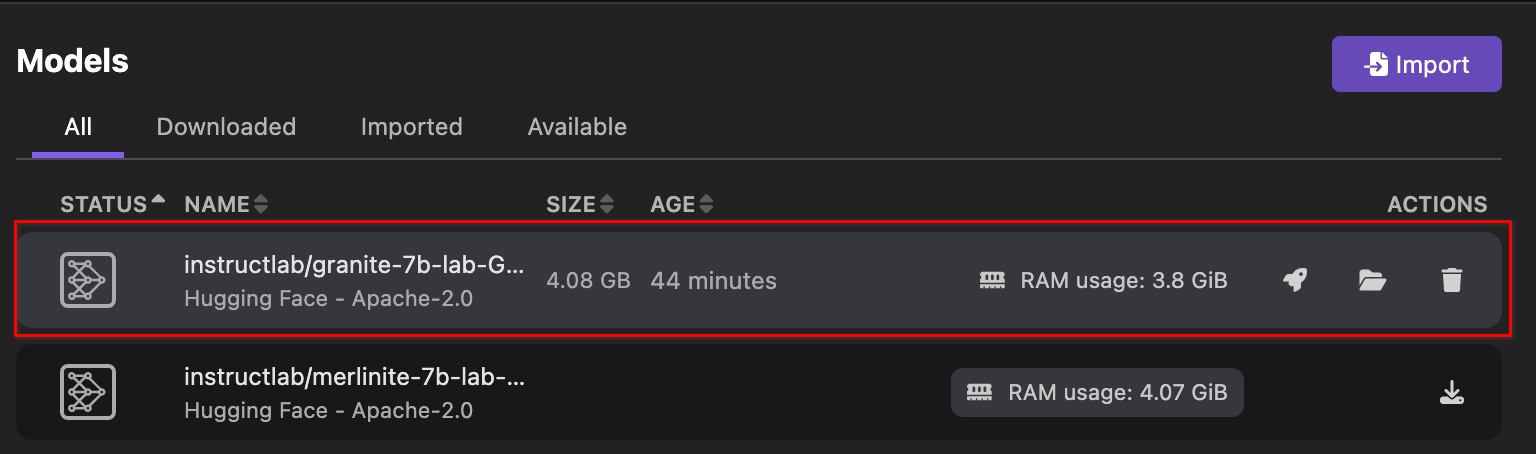 Models
Import
All Downloaded Imported Available
STATUS NAME SIZE AGE ACTIONS
instructlab/granite-7b-lab-G...
Hugging Face - Apache-2.0
4.08 GB 44 minutes RAM usage: 3.8 GiB
instructlab/merlinite-7b-lab-...
Hugging Face - Apache-2.0
RAM usage: 4.07 GiB